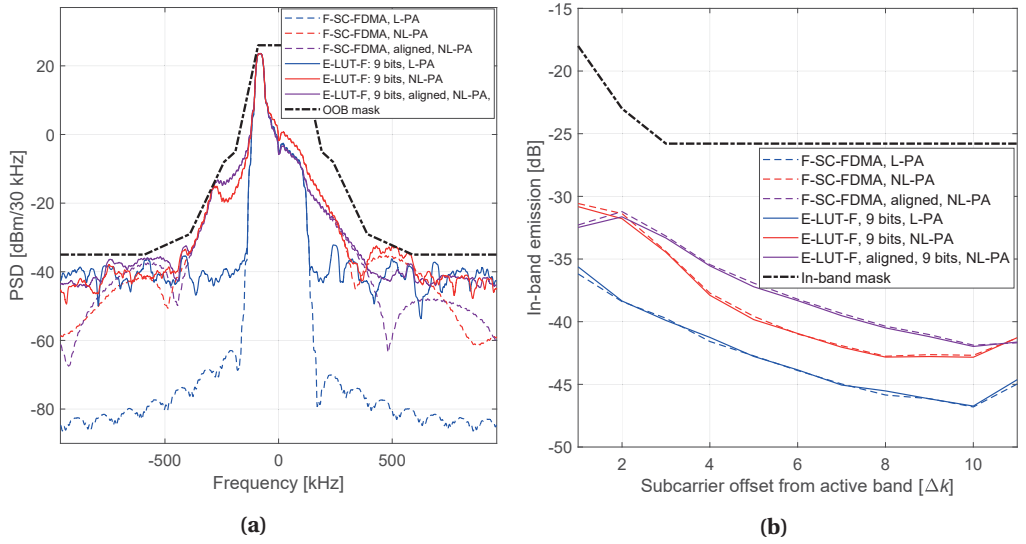 F-SC-FDMA, L-PA
F-SC-FDMA, NL-PA
F-SC-FDMA, aligned, NL-PA
E-LUT-F: 9 bits, L-PA
E-LUT-F: 9 bits, NL-PA
E-LUT-F, 9 bits, aligned, NL-PA,
OOB mask
PSD [dBm/30 kHz]
20
0
-20
-40
-60
-80
-500
0
500
Frequency [kHz]
(a)
In-band emission [dB]
-15
-20
-25
-30
-35
-40
-45
-50
F-SC-FDMA, L-PA
F-SC-FDMA, NL-PA
F-SC-FDMA, aligned, NL-PA
E-LUT-F, 9 bits, L-PA
E-LUT-F, 9 bits, NL-PA
E-LUT-F, aligned, 9 bits, NL-PA
In-band mask
2
4
6
8
10
Subcarrier offset from active band [Δk]
(b)